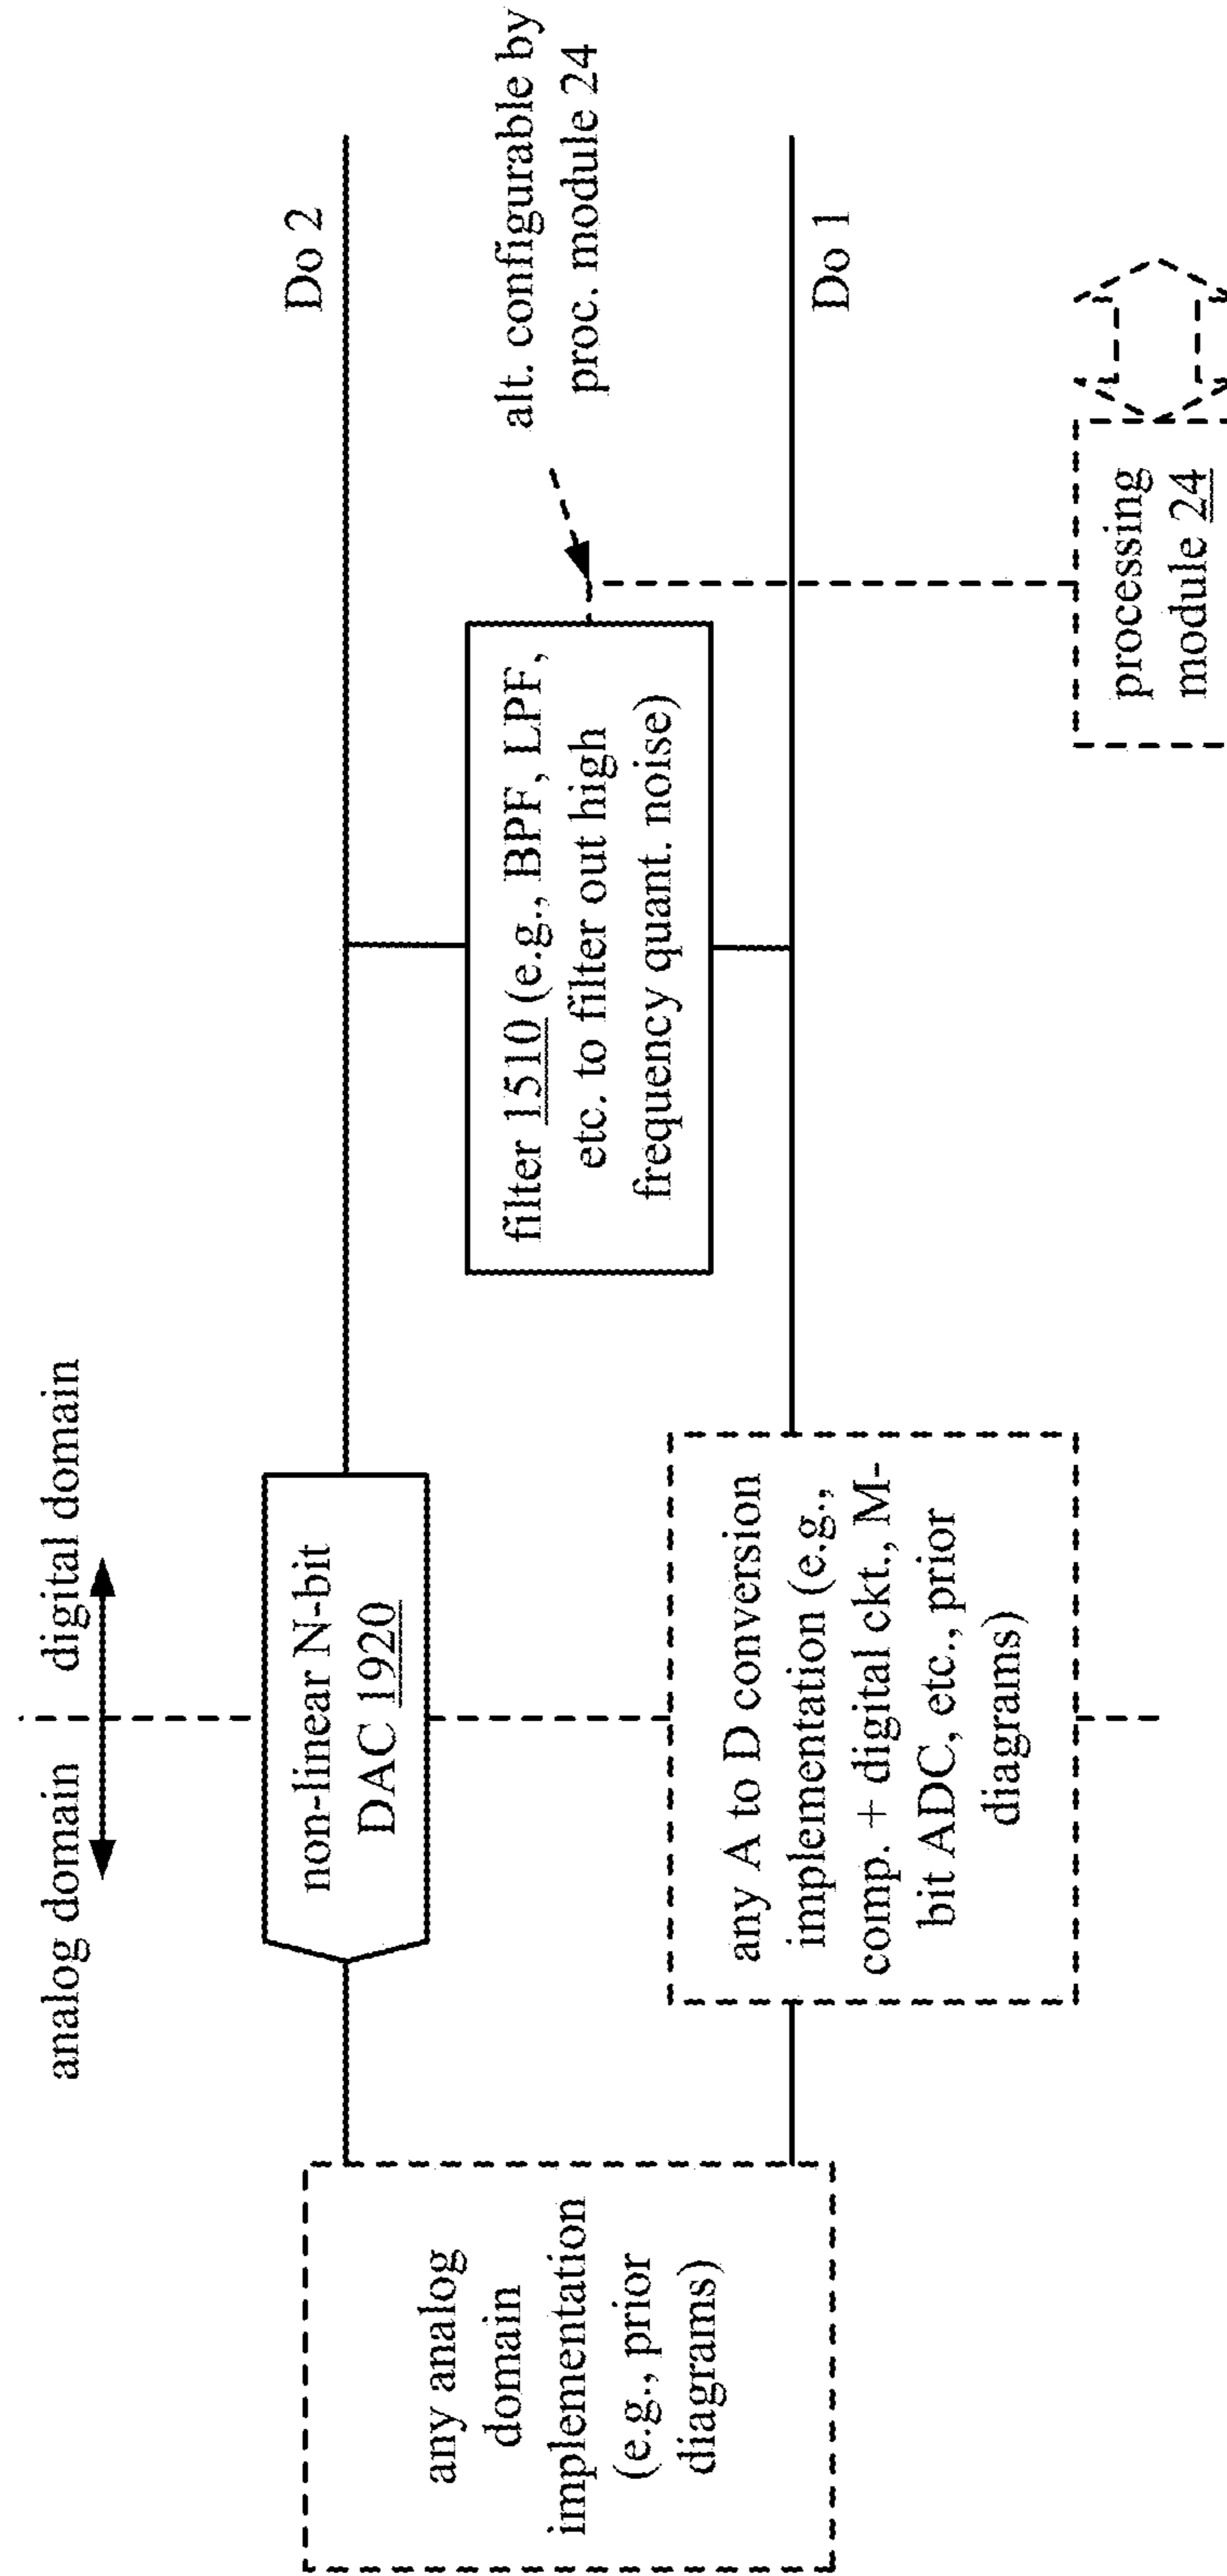 analog domain
digital domain
any analog
domain
implementation
(e.g., prior
diagrams)
non-linear N-bit
DAC 1920
any A to D conversion
implementation (e.g.,
comp. + digital ckt., M-
bit ADC, etc., prior
diagrams)
Do 2
filter 1510 (e.g., BPF, LPF,
etc. to filter out high
frequency quant. noise)
alt. configurable by
proc. module 24
Do 1
processing
module 24